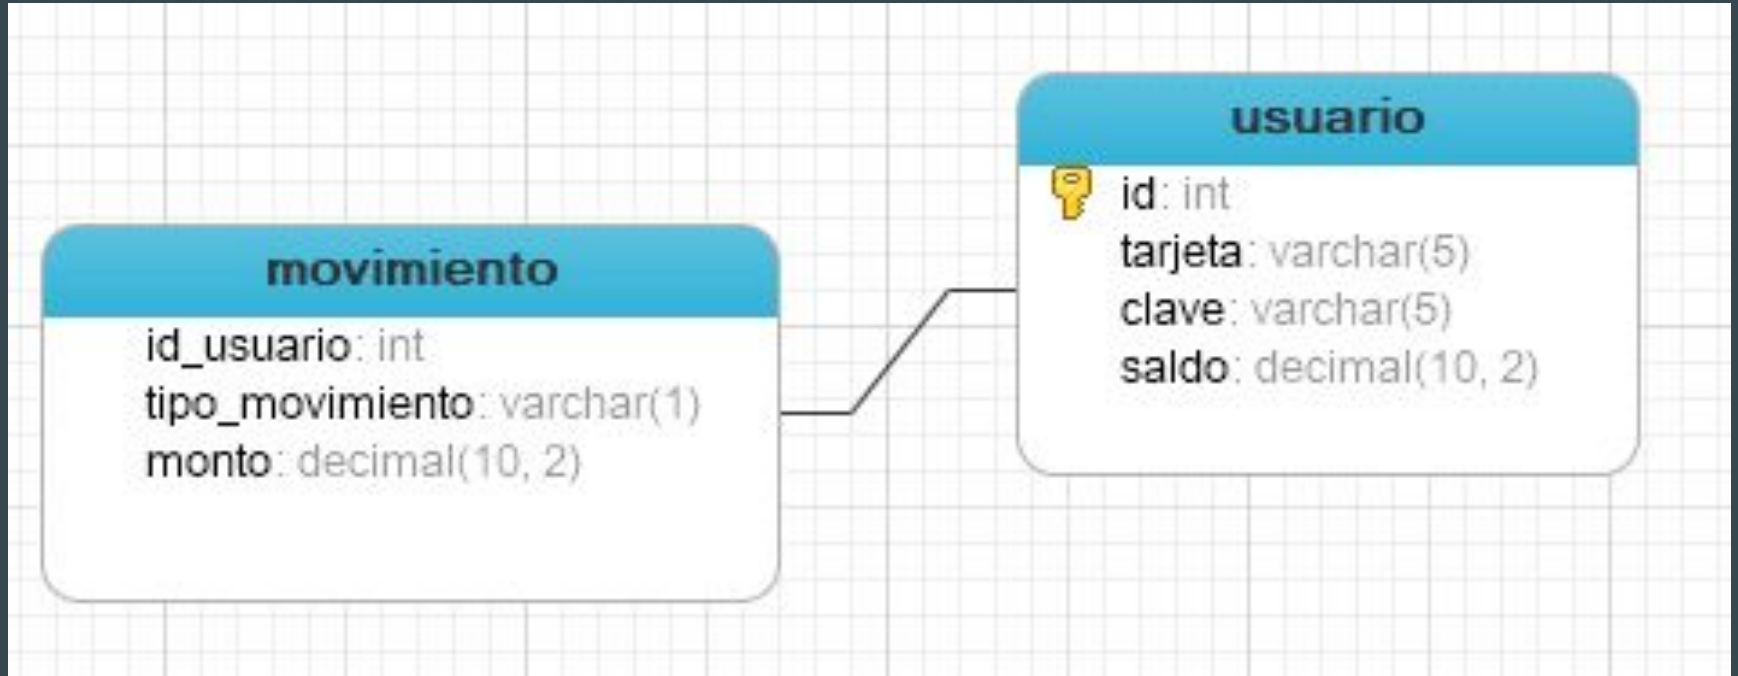 movimiento
id_usuario: int
tipo_movimiento: varchar(1)
monto: decimal(10, 2)
usuario
id: int
tarjeta: varchar(5)
clave: varchar(5)
saldo: decimal(10, 2)